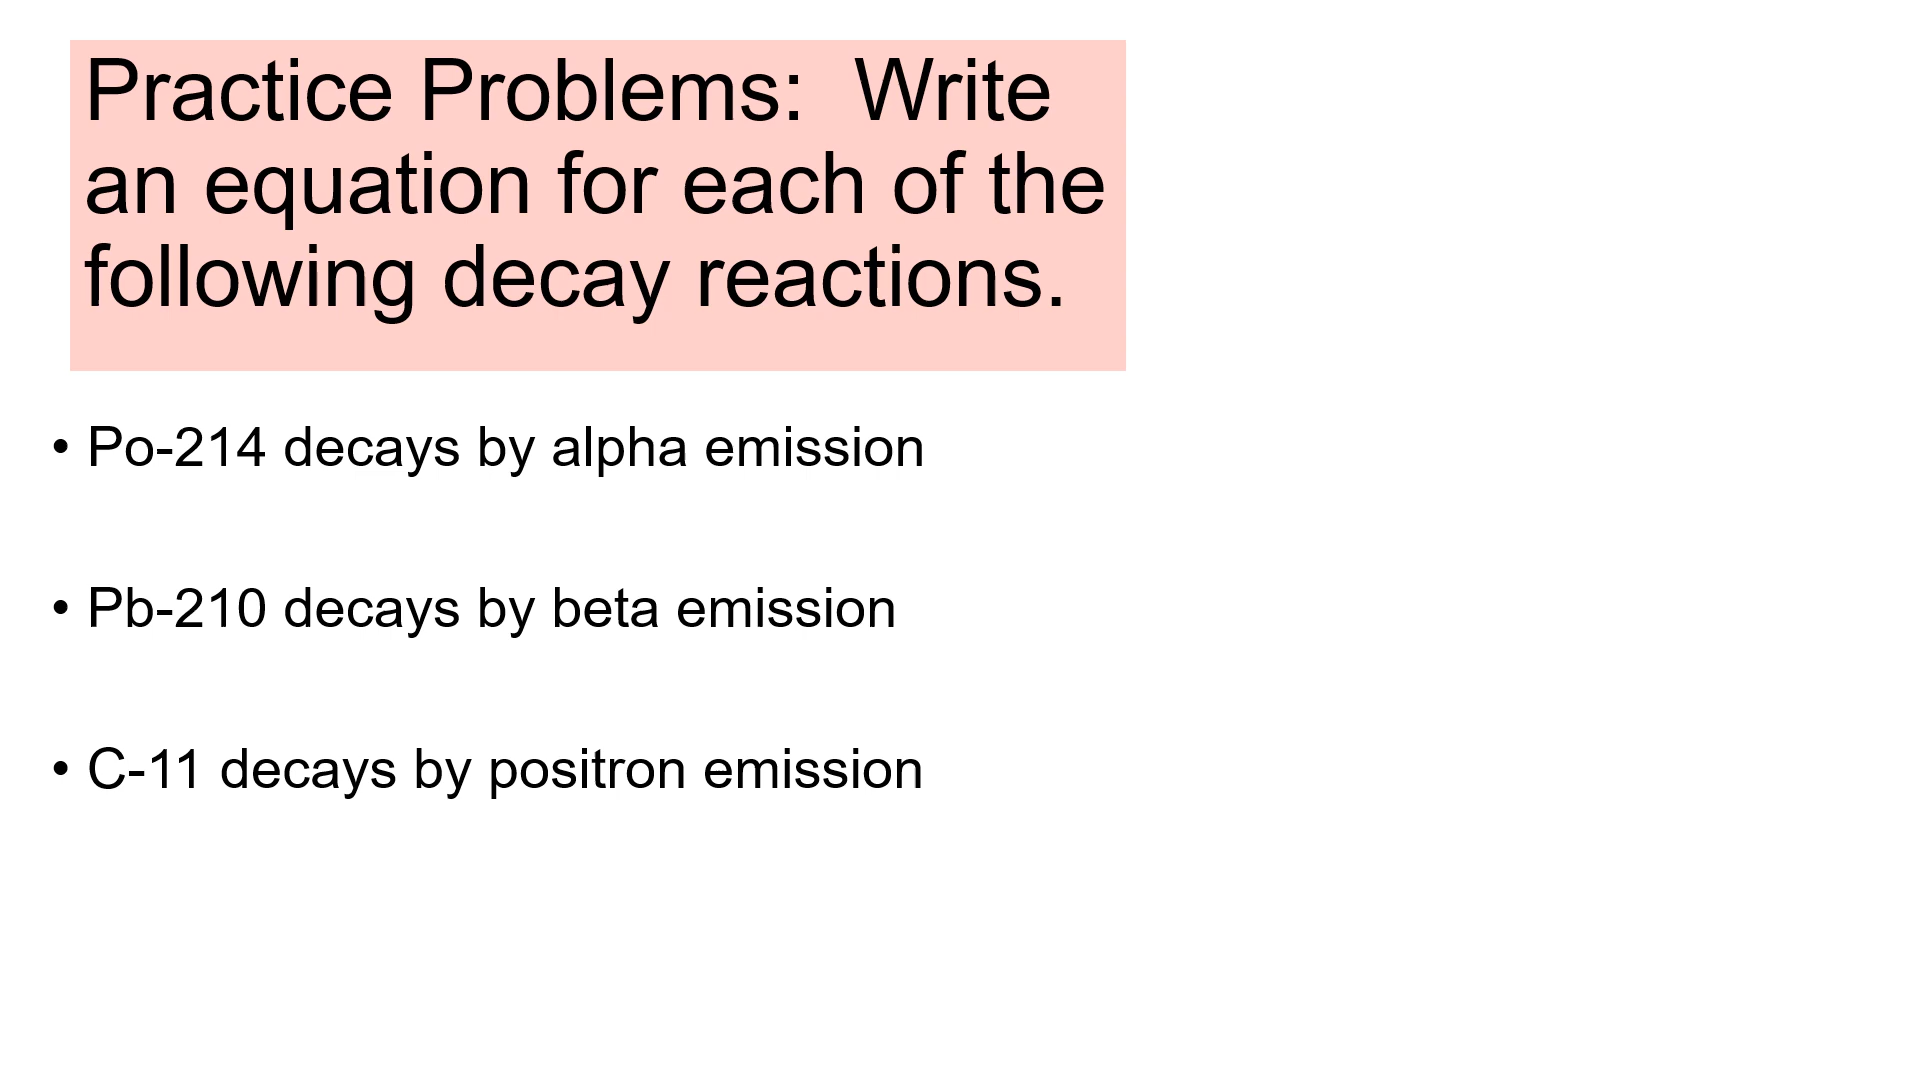 Practice Problems:  Write
an equation for each of the
following decay reactions.
• Po-214 decays by alpha emission
• Pb-210 decays by beta emission
• C-11 decays by positron emission